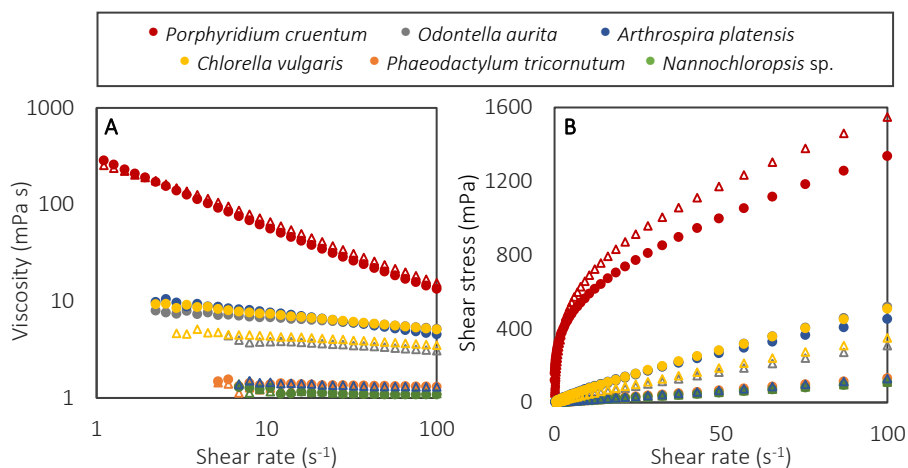 Porphyridium cruentum Odontella aurita Arthrospira platensis
Chlorella vulgaris Phaeodactylum tricornutum Nannochloropsis sp.
A
Viscosity (mPa s)
1000
100
10
1
1 10 100
Shear rate (s⁻¹)
B
Shear stress (mPa)
1600
1200
800
400
0
0 50 100
Shear rate (s⁻¹)